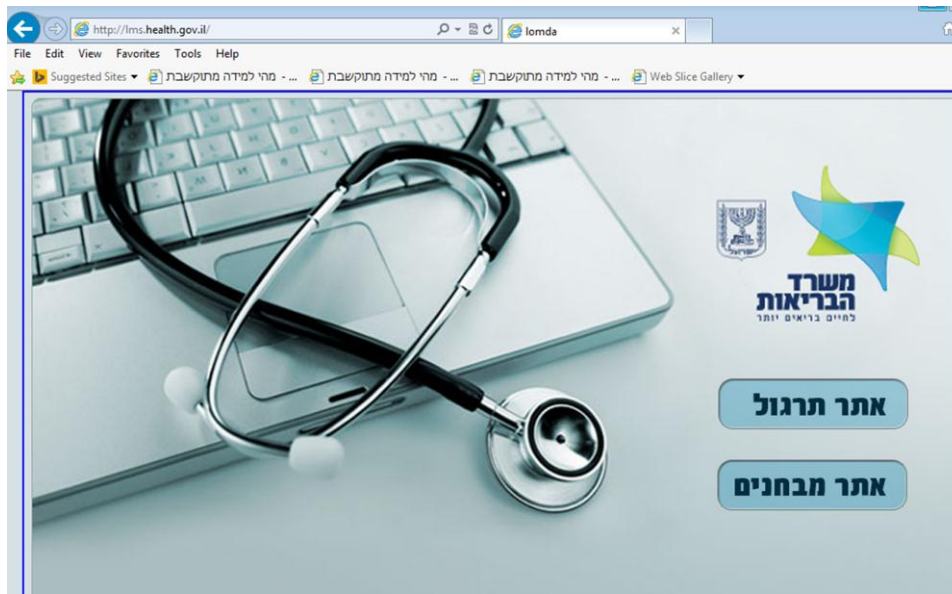 http://lms.health.gov.il/
lomda
File Edit View Favorites Tools Help
Suggested Sites ... - מהי למידה מתוקשבת ... - מהי למידה מתוקשבת ... - מהי למידה מתוקשבת Web Slice Gallery
משרד
הבריאות
לחיים בריאים יותר
אתר תרגול
אתר מבחנים